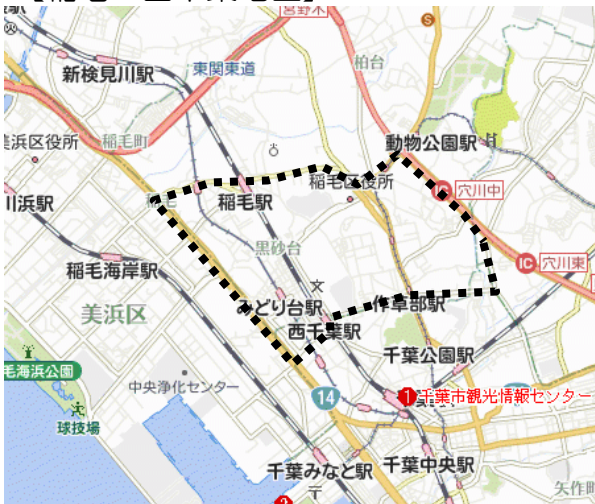 宮野木
新検見川駅
東関東道
柏台
美浜区役所
稲毛町
動物公園駅
稲毛区役所
穴川中
川浜駅
稲毛
稲毛駅
黒砂台
穴川東
稲毛海岸駅
みどり台駅
作草部駅
西千葉駅
美浜区
千葉公園駅
毛海浜公園
中央浄化センター
14
1 千葉市観光情報センター
球技場
千葉みなと駅
千葉中央駅
矢作町
IC
IC